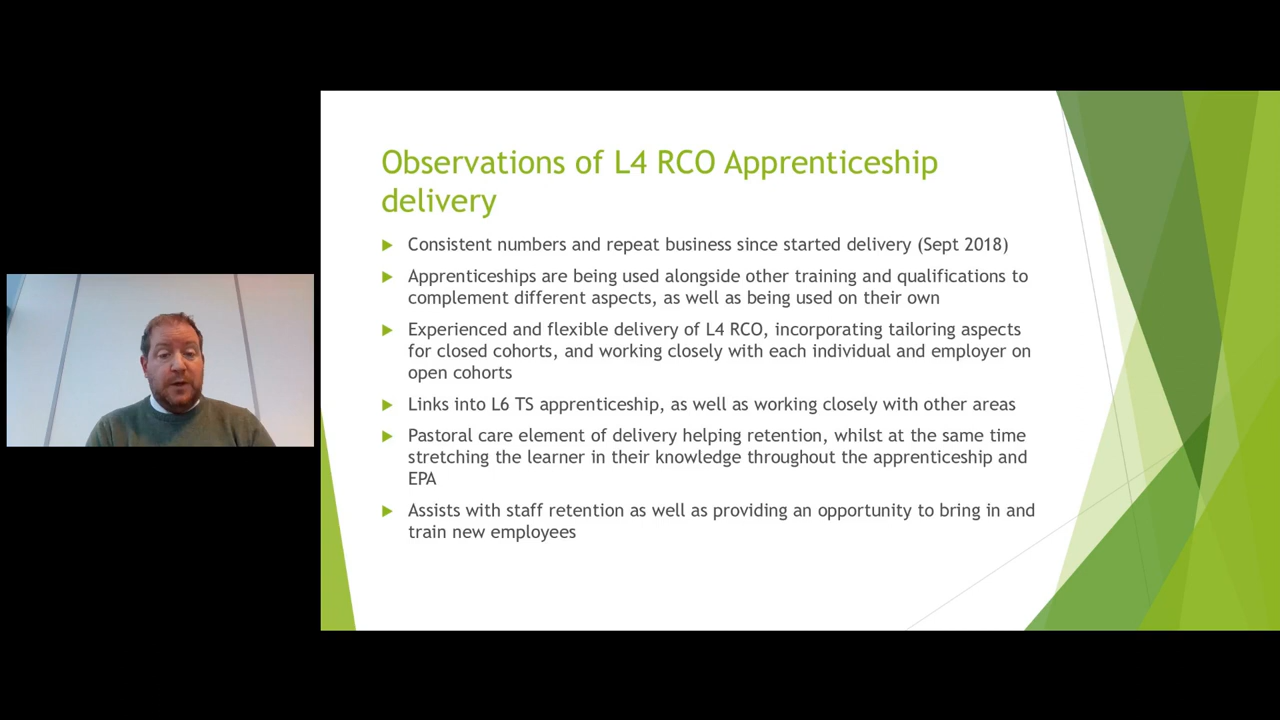 Observations of L4 RCO Apprenticeship
delivery
Consistent numbers and repeat business since started delivery (Sept 2018)
Apprenticeships are being used alongside other training and qualifications to
complement different aspects, as well as being used on their own
Experienced and flexible delivery of L4 RCO, incorporating tailoring aspects
for closed cohorts, and working closely with each individual and employer on
open cohorts
Links into L6 TS apprenticeship, as well as working closely with other areas
Pastoral care element of delivery helping retention, whilst at the same time
stretching the learner in their knowledge throughout the apprenticeship and
EPA
Assists with staff retention as well as providing an opportunity to bring in and
train new employees